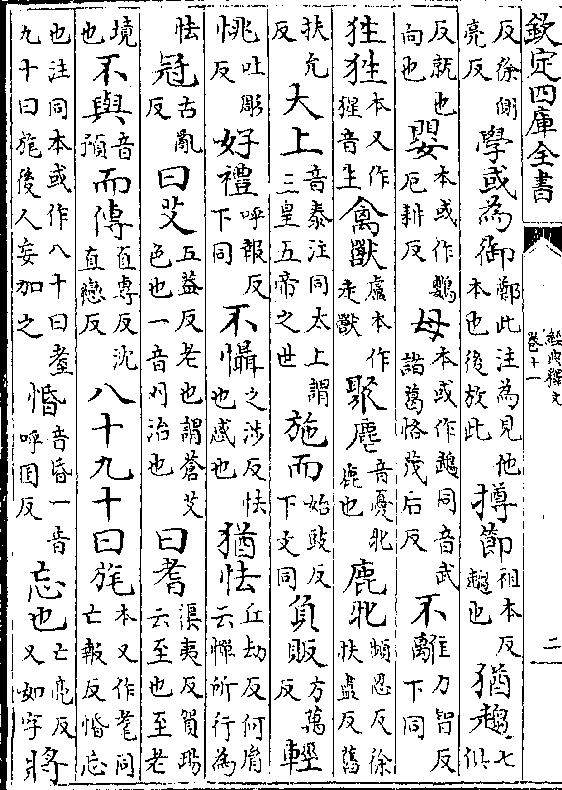 欽定四庫全書
經典釋文
卷十一
二
反徐側亮反學或為御鄭此注為見他本也後放此撙節祖本反趨也猶趨七俱
反就也向也嬰本或作鸚厄耕反母本或作鵡同音武諸葛恪茂后反不離力智反下同
狌狌本又作猩音生禽獸盧本作走獸聚麀音憂牝鹿也鹿牝頻忍反徐扶盡反舊
扶允反大上音泰注同太上謂三皇五帝之世施而始豉反下文同負販方萬反輕
佻吐彫反好禮呼報反下同不懾之涉反怯也惑也猶怯丘劫反何胤云憚所行為
怯冠古亂反曰艾五蓋反老也謂蒼艾色也一音刈治也曰耆渠夷反賀瑒云至也至老
境也不與音預而傳直專反沈直戀反八十九十曰旄本又作耄同亡報反惛忘
也注同本或作八十曰耋九十曰旄後人妄加之惛音昏一音呼困反忘也亡亮反又如字將